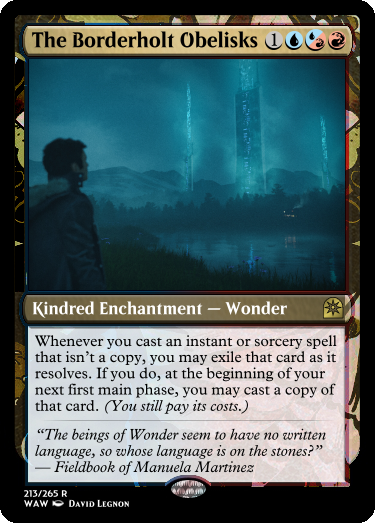 The Borderholt Obelisks 1
Kindred Enchantment — Wonder
Whenever you cast an instant or sorcery spell
that isn't a copy, you may exile that card as it
resolves. If you do, at the beginning of your
next first main phase, you may cast a copy of
that card. (You still pay its costs.)
“The beings of Wonder seem to have no written
language, so whose language is on the stones?”
— Fieldbook of Manuela Martinez
213/265 R
WAW David Legnon